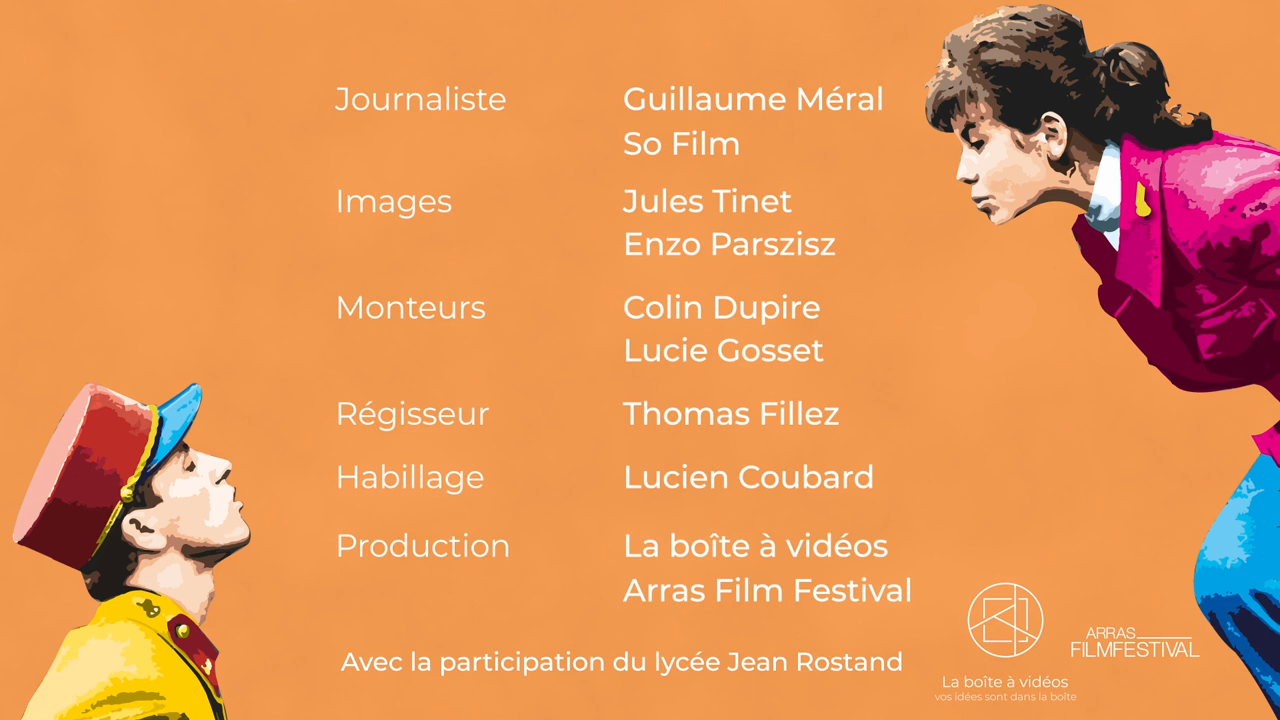 Journaliste Guillaume Méral
So Film
Images Jules Tinet
Enzo Parszisz
Monteurs Colin Dupire
Lucie Gosset
Régisseur Thomas Fillez
Habillage Lucien Coubard
Production La boîte à vidéos
Arras Film Festival
Avec la participation du lycée Jean Rostand
La boîte à vidéos
vos idées sont dans la boîte
ARRAS
FILMFESTIVAL